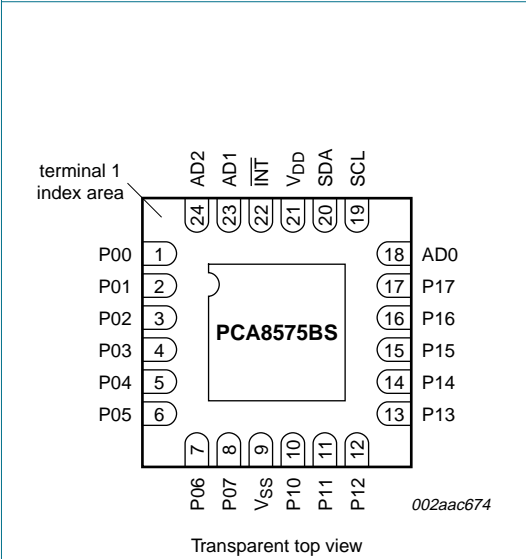 terminal 1
index area
AD2
AD1
INT
VDD
SDA
SCL
24
23
22
21
20
19
P00 1
P01 2
P02 3
P03 4
P04 5
P05 6
PCA8575BS
18 AD0
17 P17
16 P16
15 P15
14 P14
13 P13
7
8
9
10
11
12
P06
P07
VSS
P10
P11
P12
002aac674
Transparent top view